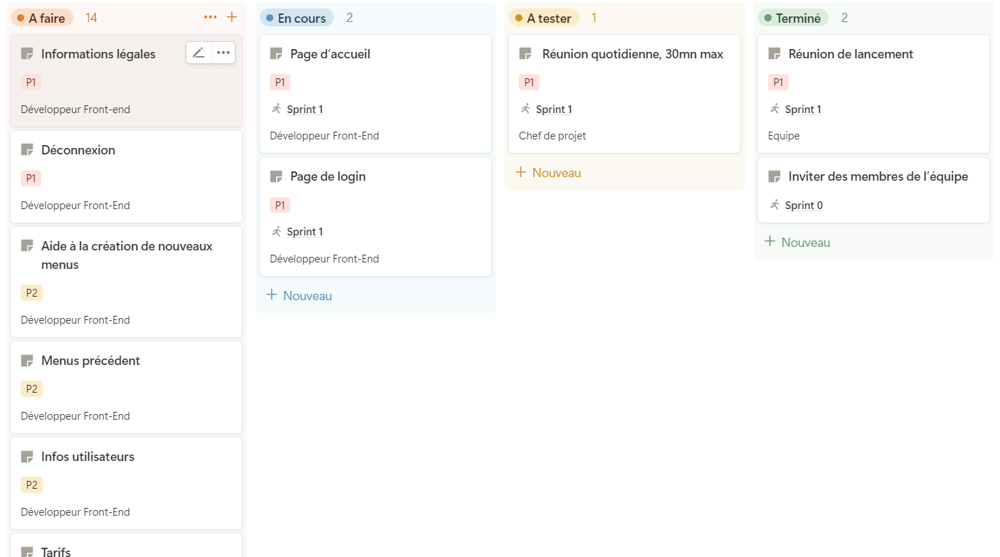 A faire 14
Informations légales
P1
Développeur Front-end
Déconnexion
P1
Développeur Front-End
Aide à la création de nouveaux
menus
P2
Développeur Front-End
Menus précédent
P2
Développeur Front-End
Infos utilisateurs
P2
Développeur Front-End
Tarifs
En cours 2
Page d’accueil
P1
Sprint 1
Développeur Front-End
Page de login
P1
Sprint 1
Développeur Front-End
Nouveau
A tester 1
Réunion quotidienne, 30mn max
P1
Sprint 1
Chef de projet
Nouveau
Terminé 2
Réunion de lancement
P1
Sprint 1
Equipe
Inviter des membres de l’équipe
Sprint 0
Nouveau